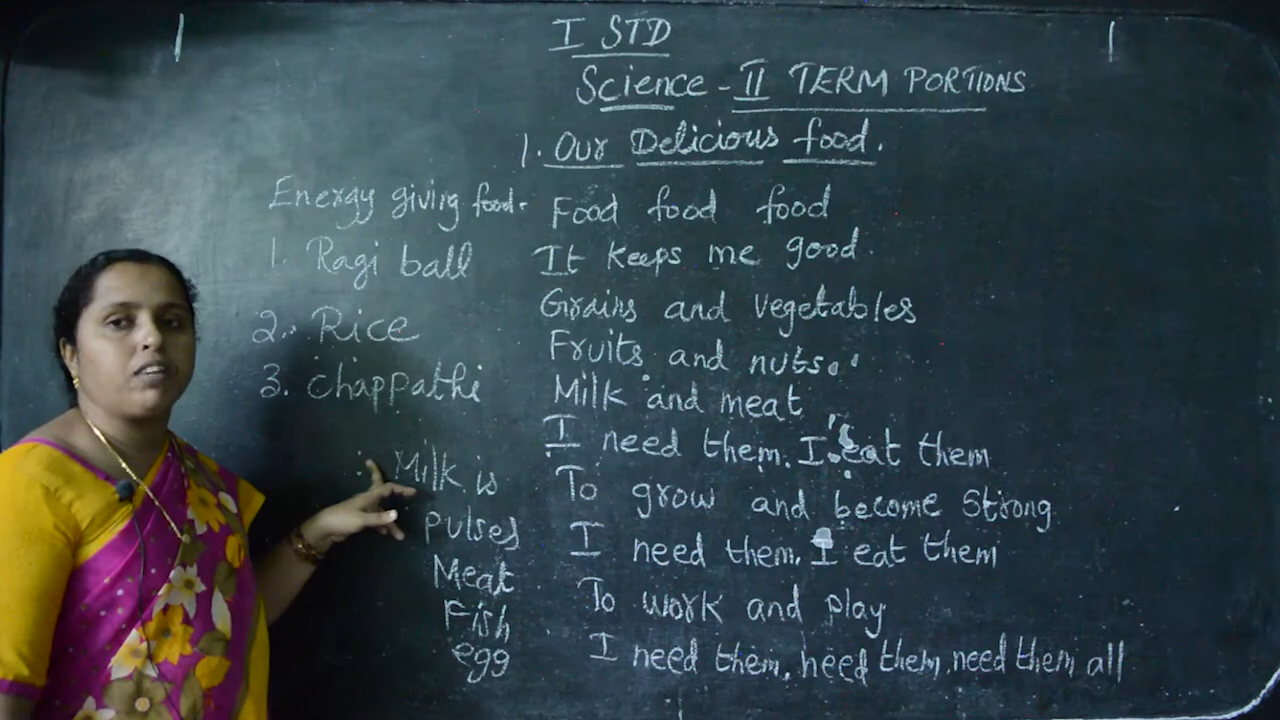 I STD
Science - II TERM PORTIONS
1. Our Delicious food.
Energy giving food.
1. Ragi ball
2. Rice
3. Chappathi
Milk is
pulses
Meat
Fish
egg
Food food food
It keeps me good.
Grains and vegetables
Fruits and nuts.
Milk and meat
I need them. I eat them
To grow and become Strong
I need them. I eat them
To work and play
I need them, need them, need them all